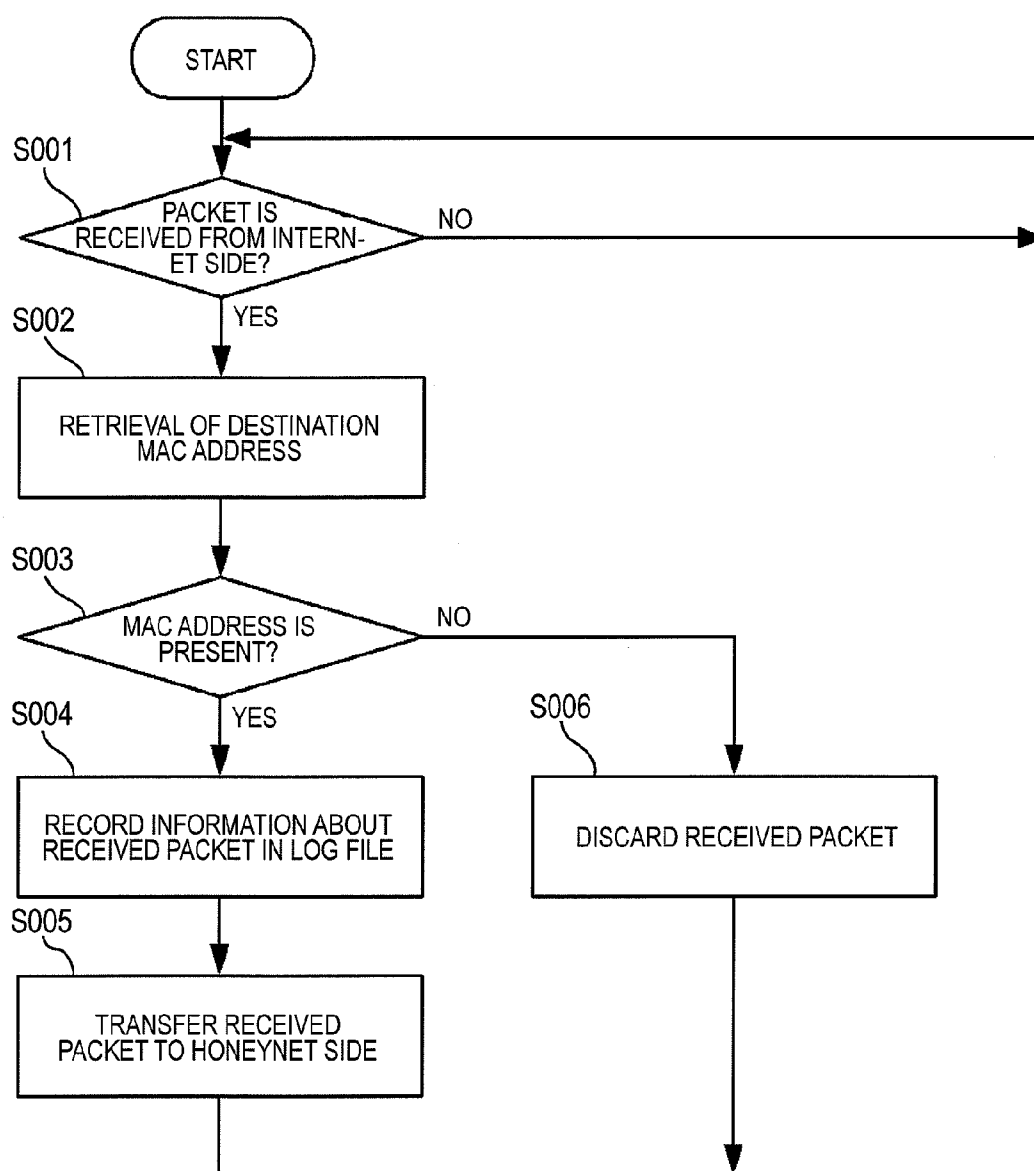 START
S001
PACKET IS
RECEIVED FROM INTERN-
ET SIDE?
NO
YES
S002
RETRIEVAL OF DESTINATION
MAC ADDRESS
S003
MAC ADDRESS IS
PRESENT?
NO
YES
S004
RECORD INFORMATION ABOUT
RECEIVED PACKET IN LOG FILE
S006
DISCARD RECEIVED PACKET
S005
TRANSFER RECEIVED
PACKET TO HONEYNET SIDE